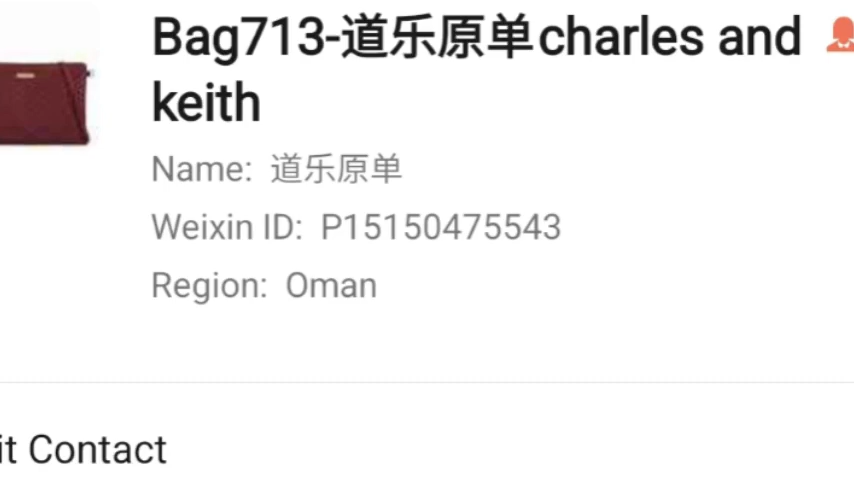 Bag713-道乐原单charles and
keith
Name: 道乐原单
Weixin ID: P15150475543
Region: Oman
it Contact